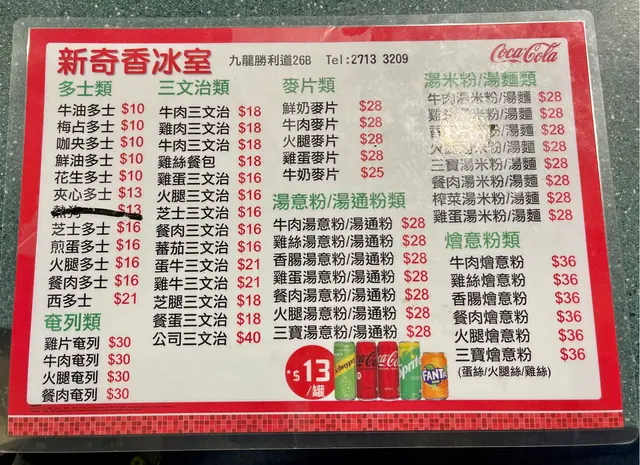 新奇香冰室 九龍勝利道26B Tel:2713 3209
Coca-Cola
多士類
牛油多士 $10
梅占多士 $10
咖央多士 $10
鮮油多士 $10
花生多士 $10
夾心多士 $13
熱狗 $13
芝士多士 $16
煎蛋多士 $16
火腿多士 $16
餐肉多士 $16
西多士 $21
奄列類
雞片奄列 $30
牛肉奄列 $30
火腿奄列 $30
餐肉奄列 $30
三文治類
牛肉三文治 $18
雞肉三文治 $18
牛肉三文治 $18
雞絲餐包 $18
雞蛋三文治 $16
火腿三文治 $16
芝士三文治 $16
餐肉三文治 $16
蕃茄三文治 $16
蛋牛三文治 $21
雞牛三文治 $21
芝腿三文治 $18
餐蛋三文治 $18
公司三文治 $40
麥片類
鮮奶麥片 $28
牛肉麥片 $28
火腿麥片 $28
雞蛋麥片 $28
牛奶麥片 $25
湯意粉/湯通粉類
牛肉湯意粉/湯通粉 $28
雞絲湯意粉/湯通粉 $28
香腸湯意粉/湯通粉 $28
雞蛋湯意粉/湯通粉 $28
餐肉湯意粉/湯通粉 $28
火腿湯意粉/湯通粉 $28
三寶湯意粉/湯通粉 $28
湯米粉/湯麵類
牛肉湯米粉/湯麵 $28
湯麵 $28
湯麵 $28
湯米粉/湯麵 $28
三寶湯米粉/湯麵 $28
餐肉湯米粉/湯麵 $28
榨菜湯米粉/湯麵 $28
雞蛋湯米粉/湯麵 $28
燴意粉類
牛肉燴意粉 $36
雞絲燴意粉 $36
香腸燴意粉 $36
餐肉燴意粉 $36
火腿燴意粉 $36
三寶燴意粉 $36
(蛋絲/火腿絲/雞絲)
*$13
/罐
Schweppes
Coca-Cola
Coca-Cola
Sprite
FANTA